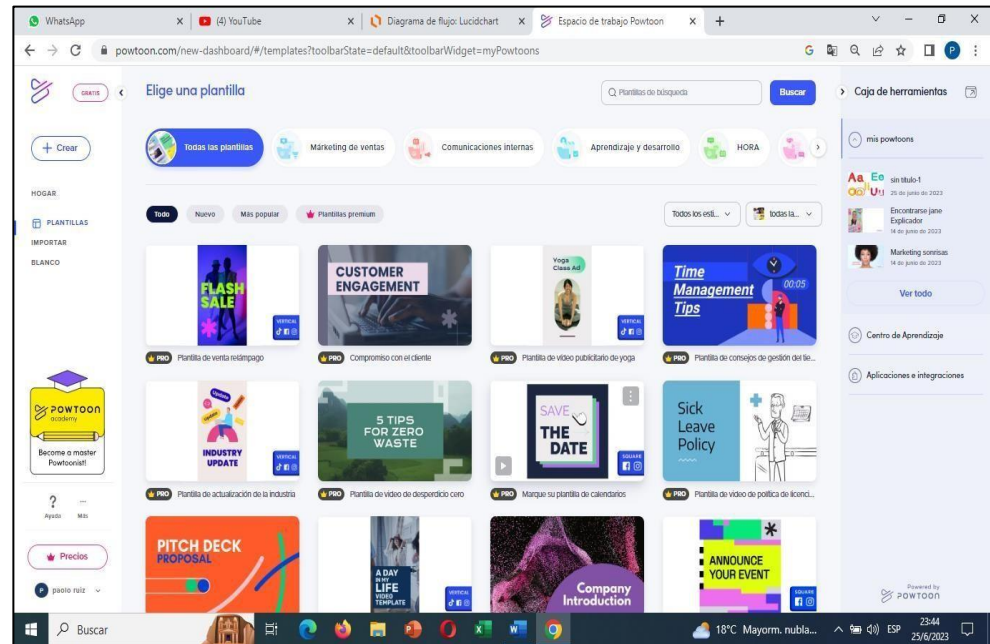 WhatsApp
(4) YouTube
Diagrama de flujo: Lucidchart
Espacio de trabajo Powtoon
powtoon.com/new-dashboard/#/templates?toolbarState=default&toolbarWidget=myPowtoons
GRATIS
Elige una plantilla
Plantillas de búsqueda
Buscar
Caja de herramientas
+ Crear
Todas las plantillas
Márketing de ventas
Comunicaciones internas
Aprendizaje y desarrollo
HORA
mis powtoons
sin título-1
25 de junio de 2023
Encontrarse jane
Explicador
14 de junio de 2023
Marketing sonrisas
14 de junio de 2023
Ver todo
Centro de Aprendizaje
Aplicaciones e integraciones
HOGAR
PLANTILLAS
IMPORTAR
BLANCO
Todo
Nuevo
Más popular
Plantillas premium
Todos los esti...
todas la...
FLASH
SALE
VERTICAL
CUSTOMER
ENGAGEMENT
Yoga
Class Ad
VERTICAL
Time
Management
Tips
00:05
PRO Plantilla de venta relámpago
PRO Compromiso con el cliente
PRO Plantilla de video publicitario de yoga
PRO Plantilla de consejos de gestión del tie...
Update
INDUSTRY
UPDATE
VERTICAL
5 TIPS
FOR ZERO
WASTE
SAVE
THE
DATE
SQUARE
Sick
Leave
Policy
PRO Plantilla de actualización de la industria
PRO Plantilla de video de desperdicio cero
PRO Marque su plantilla de calendarios
PRO Plantilla de video de política de licenci...
PITCH DECK
PROPOSAL
A DAY
IN MY
LIFE
VIDEO
TEMPLATE
VERTICAL
Company
Introduction
ANNOUNCE
YOUR EVENT
SQUARE
POWTOON
academy
Become a master
Powtoonist!
Ayuda
Más
Precios
paolo ruiz
Powered by
POWTOON
Buscar
18°C Mayorm. nubla...
ESP
23:44
25/6/2023